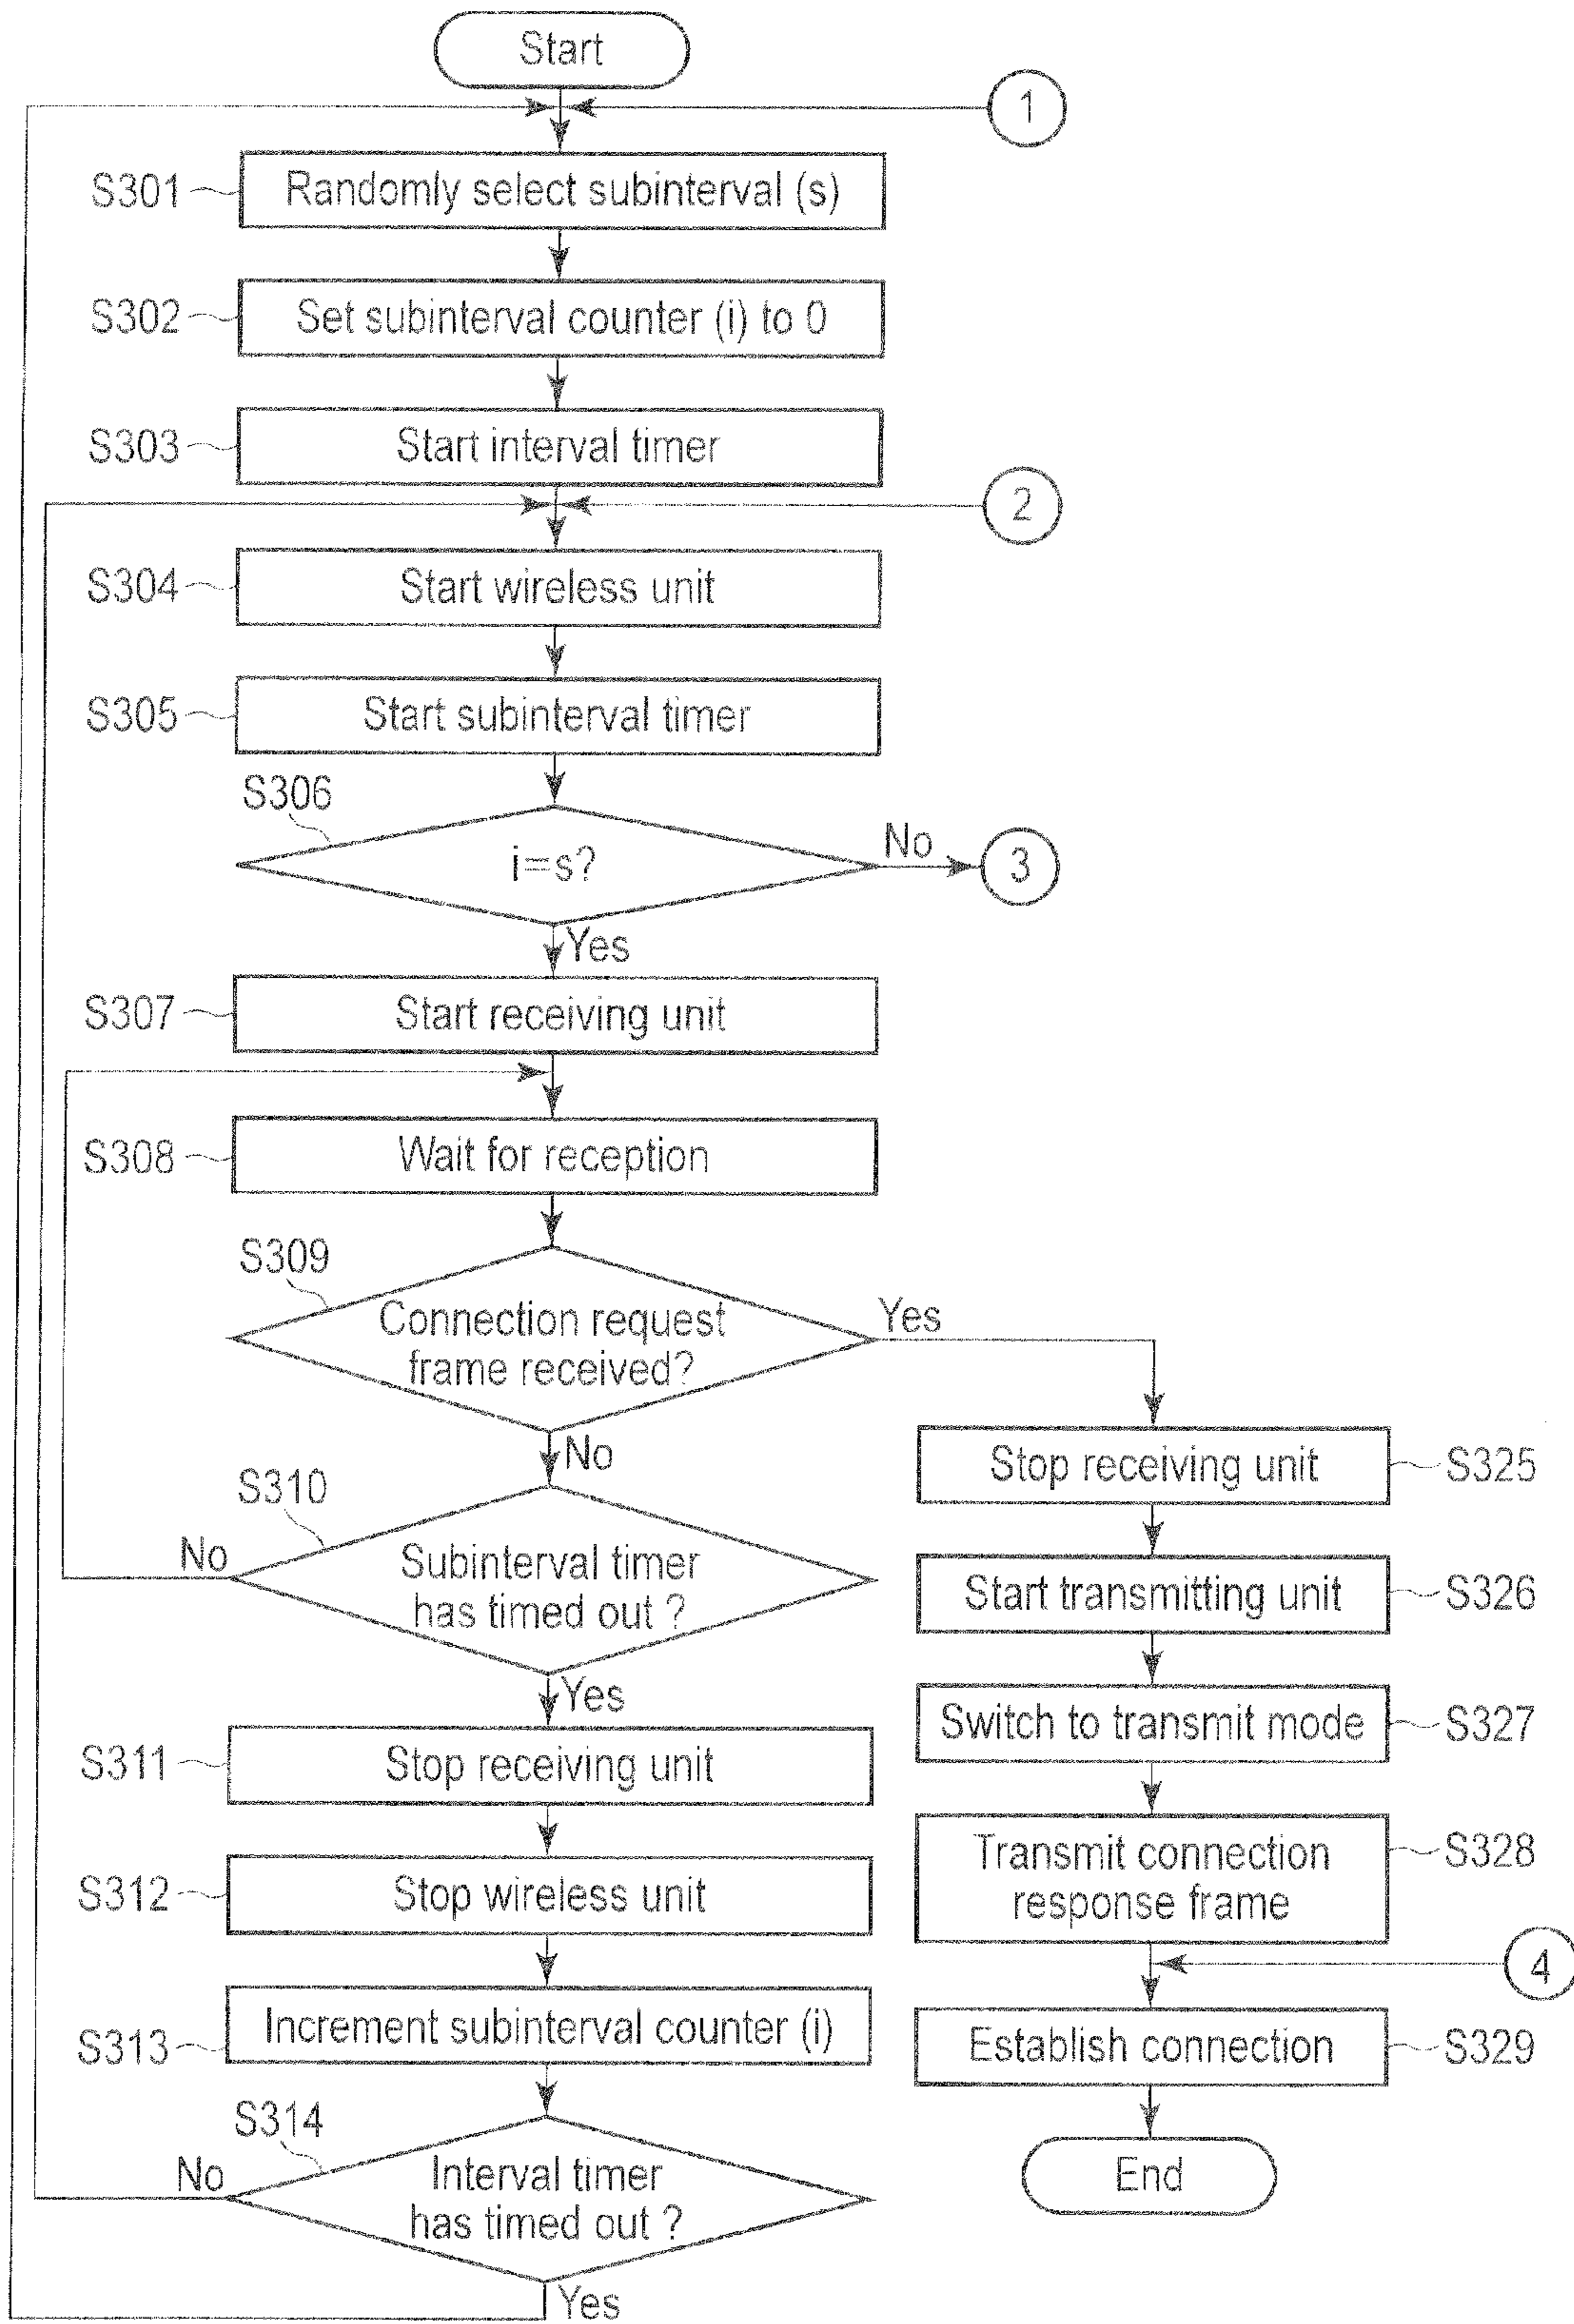 Start
1
S301
Randomly select subinterval (s)
S302
Set subinterval counter (i) to 0
S303
Start interval timer
2
S304
Start wireless unit
S305
Start subinterval timer
S306
i=s?
No
3
Yes
S307
Start receiving unit
S308
Wait for reception
S309
Connection request
frame received?
Yes
No
S310
Subinterval timer
has timed out ?
No
Yes
S311
Stop receiving unit
S312
Stop wireless unit
S313
Increment subinterval counter (i)
S314
Interval timer
has timed out ?
No
Yes
Stop receiving unit
S325
Start transmitting unit
S326
Switch to transmit mode
S327
Transmit connection
response frame
S328
4
Establish connection
S329
End